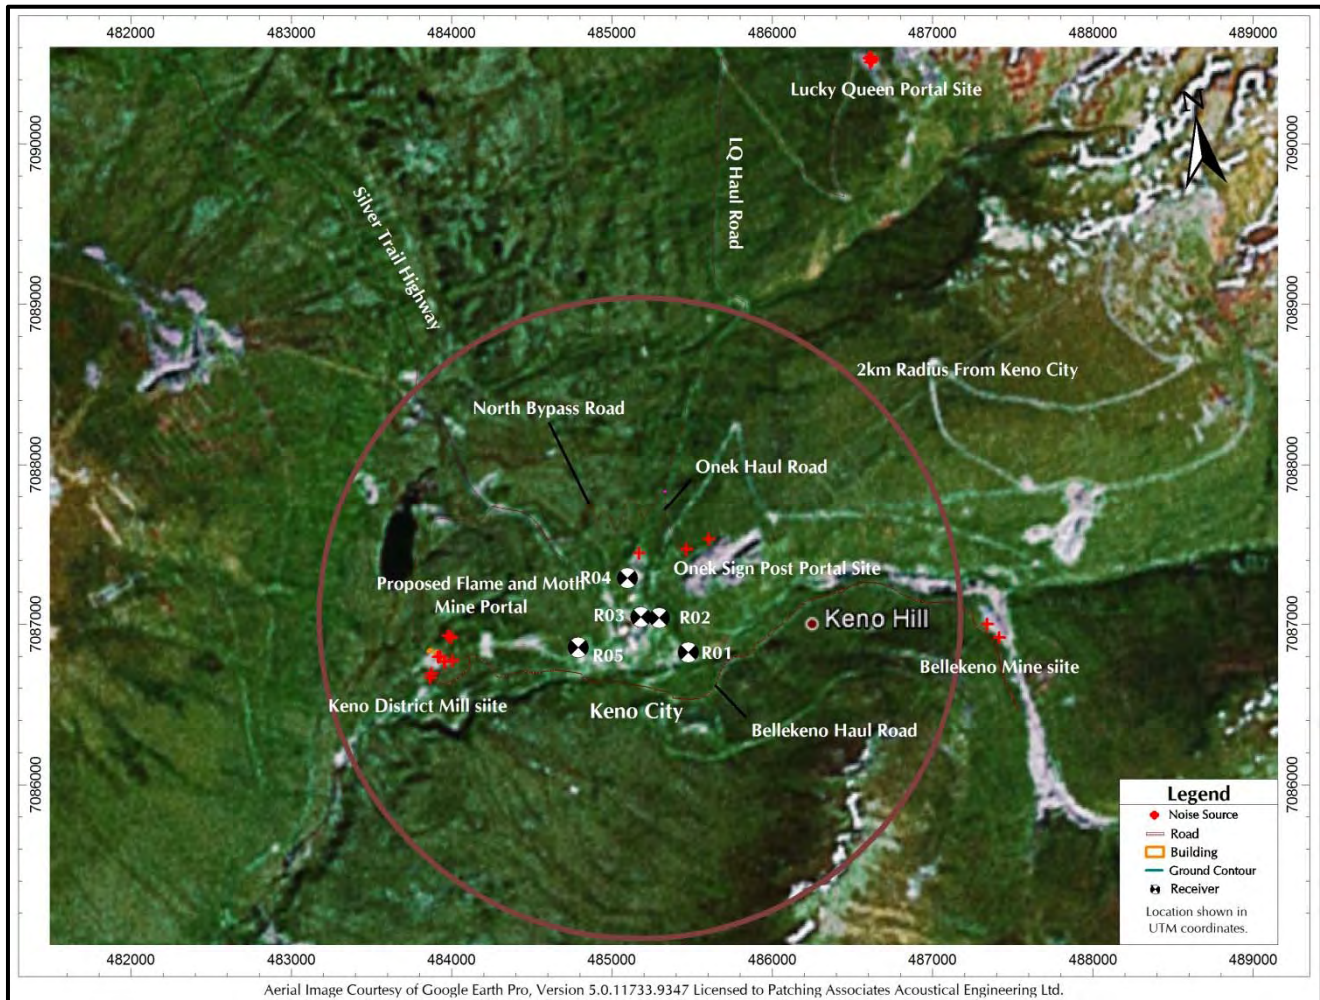 482000 483000 484000 485000 486000 487000 488000 489000
Lucky Queen Portal Site
N
7090000
7090000
LQ Haul Road
Silver Trail Highway
7089000
7089000
2km Radius From Keno City
North Bypass Road
Onek Haul Road
7088000
7088000
Onek Sign Post Portal Site
Proposed Flame and Moth
Mine Portal
R04
R03
R02
Keno Hill
7087000
7087000
R05
R01
Bellekeno Mine siite
Keno District Mill siite
Keno City
Bellekeno Haul Road
7086000
7086000
Legend
Noise Source
Road
Building
Ground Contour
Receiver
Location shown in
UTM coordinates.
482000 483000 484000 485000 486000 487000 488000 489000
Aerial Image Courtesy of Google Earth Pro, Version 5.0.11733.9347 Licensed to Patching Associates Acoustical Engineering Ltd.